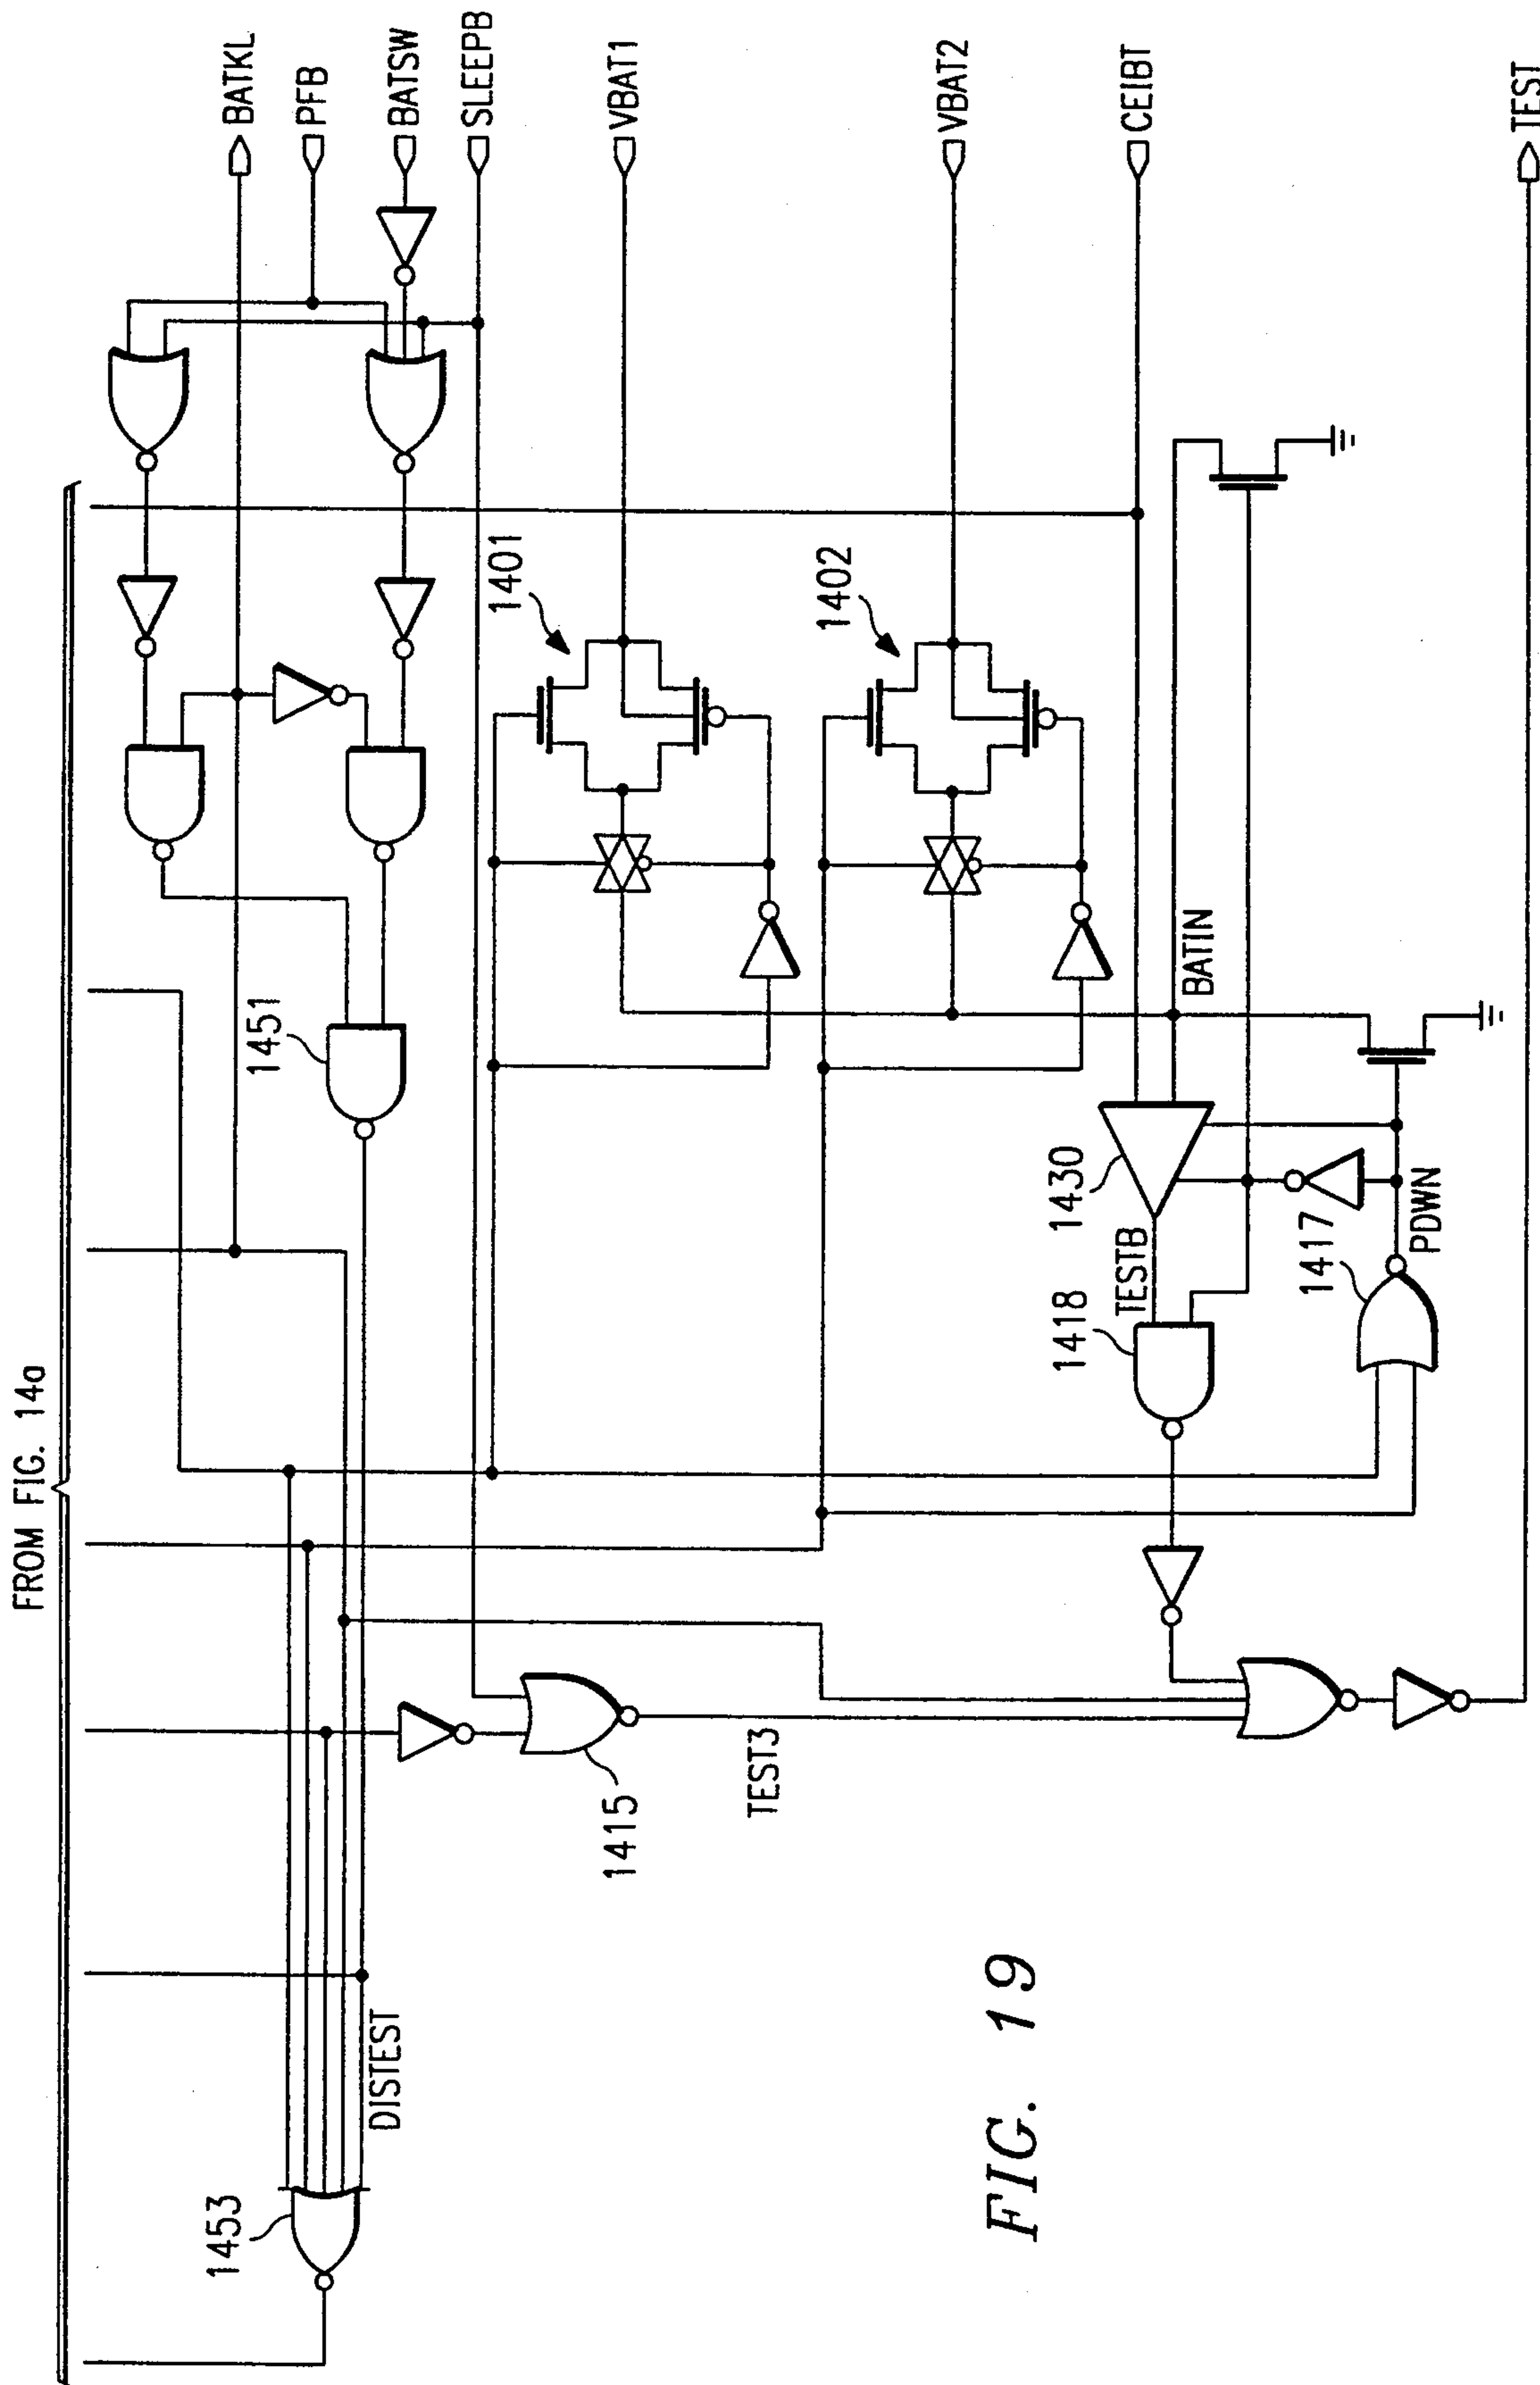 FROM FIG. 14a
BATKL
PFB
BATSW
SLEEPB
VBAT1
VBAT2
CEIBT
TEST
1401
1402
1451
BATIN
1430
TESTB
1418
1417
PDWN
1415
TEST3
DISTEST
1453
FIG. 19